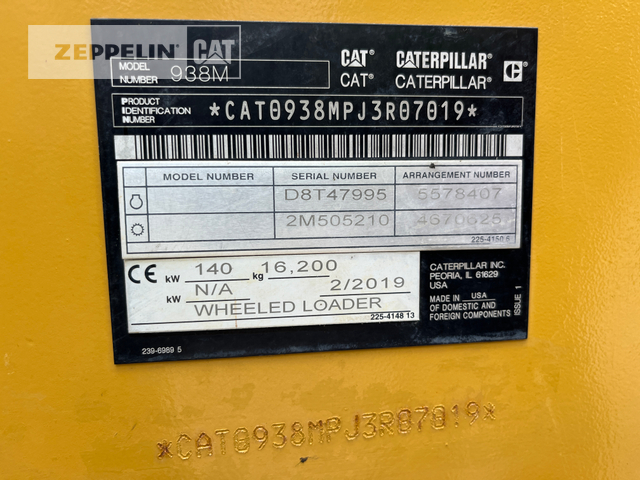 ZEPPELIN CAT
CAT® CATERPILLAR®
MODEL NUMBER 938M
CAT® CATERPILLAR® C
PRODUCT IDENTIFICATION NUMBER *CAT0938MPJ3R07019*
MODEL NUMBER SERIAL NUMBER ARRANGEMENT NUMBER
D8T47995 5578407
2M505210
225-4150 5
CE kW 140 kg 16,200
kW N/A 2/2019
WHEELED LOADER
225-4148 13
CATERPILLAR INC.
PEORIA, IL 61629
USA
MADE IN USA
OF DOMESTIC AND
FOREIGN COMPONENTS
ISSUE 1
239-6989 5
*CAT0938MPJ3R07019*